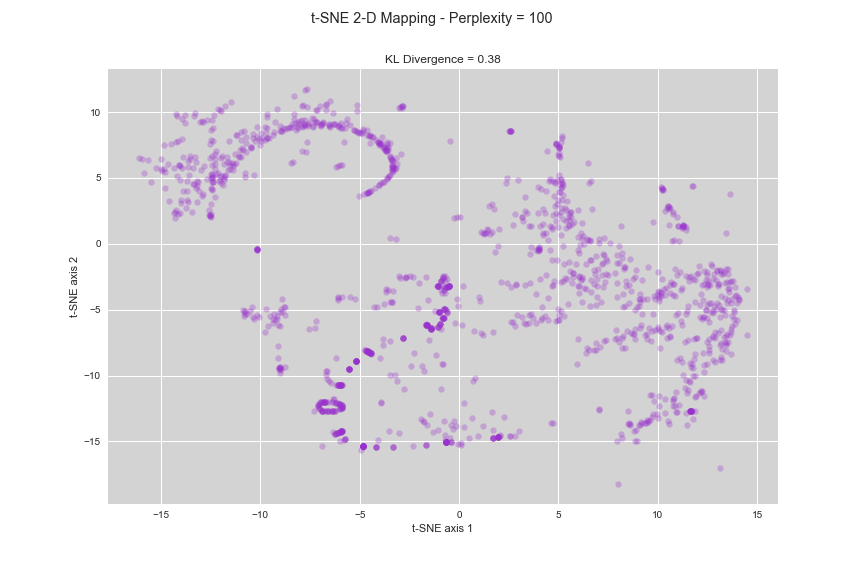 t-SNE 2-D Mapping - Perplexity = 100
KL Divergence = 0.38
10
5
0
−5
−10
−15
t-SNE axis 2
−15 −10 −5 0 5 10 15
t-SNE axis 1